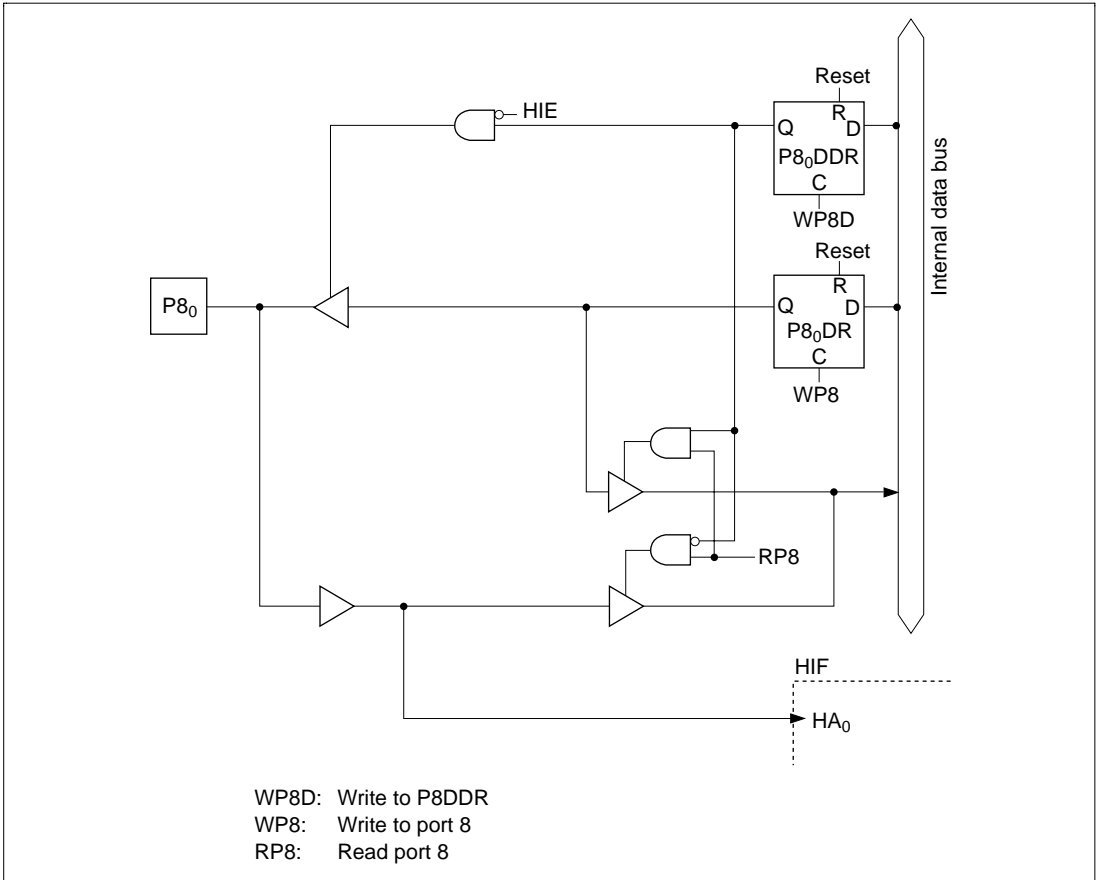 Reset
HIE
R
Q
D
P8₀DDR
C
WP8D
Internal data bus
Reset
P8₀
R
Q
D
P8₀DR
C
WP8
RP8
HIF
HA₀
WP8D: Write to P8DDR
WP8: Write to port 8
RP8: Read port 8